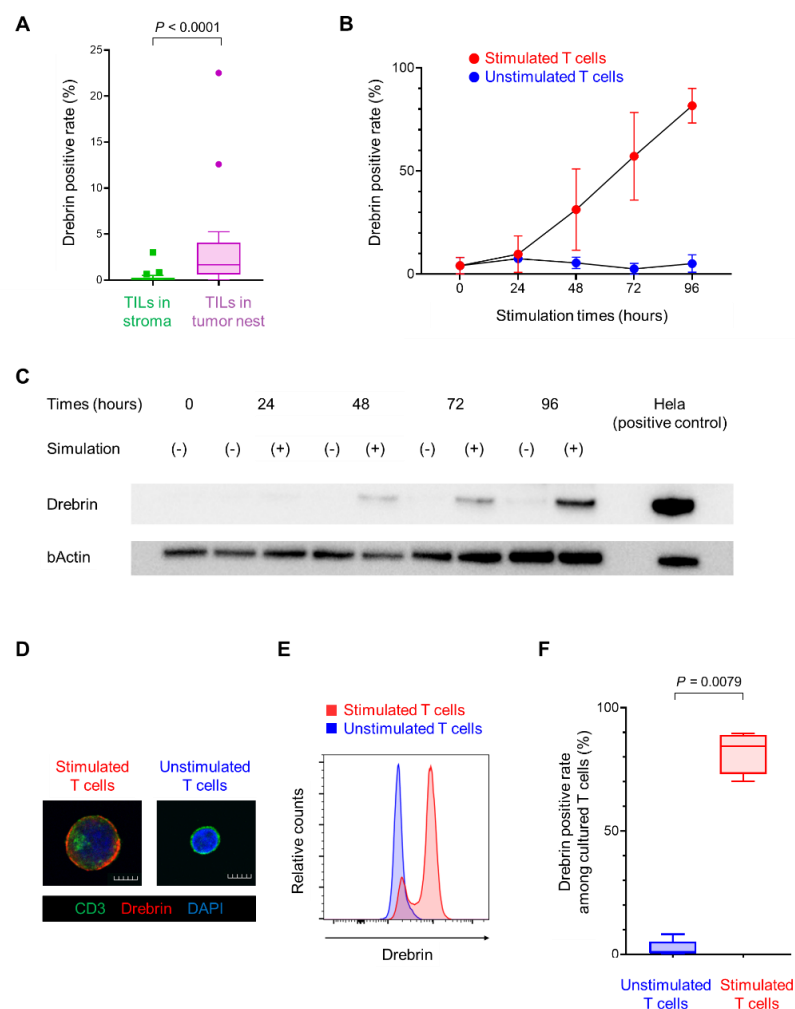 A
P < 0.0001
Drebrin positive rate (%)
25
20
15
10
5
0
TILs in
stroma
TILs in
tumor nest
B
Stimulated T cells
Unstimulated T cells
Drebrin positive rate (%)
100
50
0
0
24
48
72
96
Stimulation times (hours)
C
Times (hours) 0 24 48 72 96 Hela
(positive control)
Simulation (-) (-) (+) (-) (+) (-) (+) (-) (+)
Drebrin
bActin
D
Stimulated
T cells
Unstimulated
T cells
CD3 Drebrin DAPI
E
Stimulated T cells
Unstimulated T cells
Relative counts
Drebrin
F
P = 0.0079
Drebrin positive rate
among cultured T cells (%)
100
50
0
Unstimulated
T cells
Stimulated
T cells